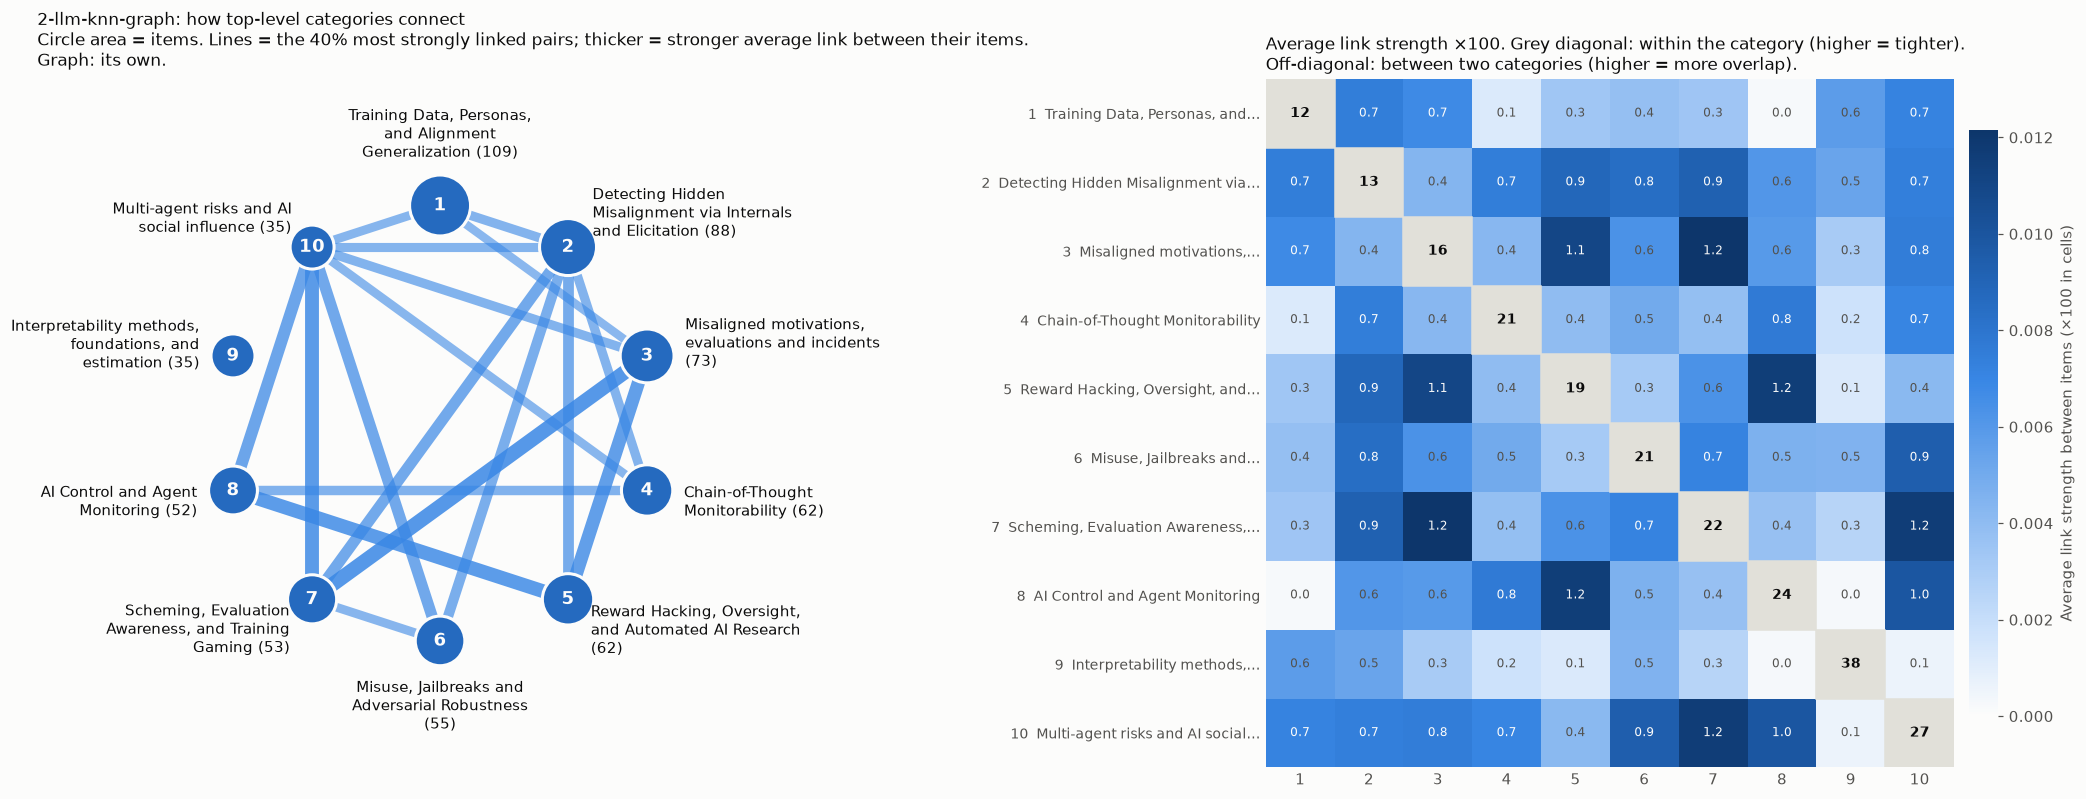 2-llm-knn-graph: how top-level categories connect
Circle area = items. Lines = the 40% most strongly linked pairs; thicker = stronger average link between their items.
Graph: its own.
Training Data, Personas,
and Alignment
Generalization (109)
Detecting Hidden
Misalignment via Internals
and Elicitation (88)
Misaligned motivations,
evaluations and incidents
(73)
Chain-of-Thought
Monitorability (62)
Reward Hacking, Oversight,
and Automated AI Research
(62)
Misuse, Jailbreaks and
Adversarial Robustness
(55)
Scheming, Evaluation
Awareness, and Training
Gaming (53)
AI Control and Agent
Monitoring (52)
Interpretability methods,
foundations, and
estimation (35)
Multi-agent risks and AI
social influence (35)
1
2
3
4
5
6
7
8
9
10
Average link strength ×100. Grey diagonal: within the category (higher = tighter).
Off-diagonal: between two categories (higher = more overlap).
1 Training Data, Personas, and... 12 0.7 0.7 0.1 0.3 0.4 0.3 0.0 0.6 0.7
2 Detecting Hidden Misalignment via... 0.7 13 0.4 0.7 0.9 0.8 0.9 0.6 0.5 0.7
3 Misaligned motivations,... 0.7 0.4 16 0.4 1.1 0.6 1.2 0.6 0.3 0.8
4 Chain-of-Thought Monitorability 0.1 0.7 0.4 21 0.4 0.5 0.4 0.8 0.2 0.7
5 Reward Hacking, Oversight, and... 0.3 0.9 1.1 0.4 19 0.3 0.6 1.2 0.1 0.4
6 Misuse, Jailbreaks and... 0.4 0.8 0.6 0.5 0.3 21 0.7 0.5 0.5 0.9
7 Scheming, Evaluation Awareness,... 0.3 0.9 1.2 0.4 0.6 0.7 22 0.4 0.3 1.2
8 AI Control and Agent Monitoring 0.0 0.6 0.6 0.8 1.2 0.5 0.4 24 0.0 1.0
9 Interpretability methods,... 0.6 0.5 0.3 0.2 0.1 0.5 0.3 0.0 38 0.1
10 Multi-agent risks and AI social... 0.7 0.7 0.8 0.7 0.4 0.9 1.2 1.0 0.1 27
1 2 3 4 5 6 7 8 9 10
0.012
0.010
0.008
0.006
0.004
0.002
0.000
Average link strength between items (×100 in cells)